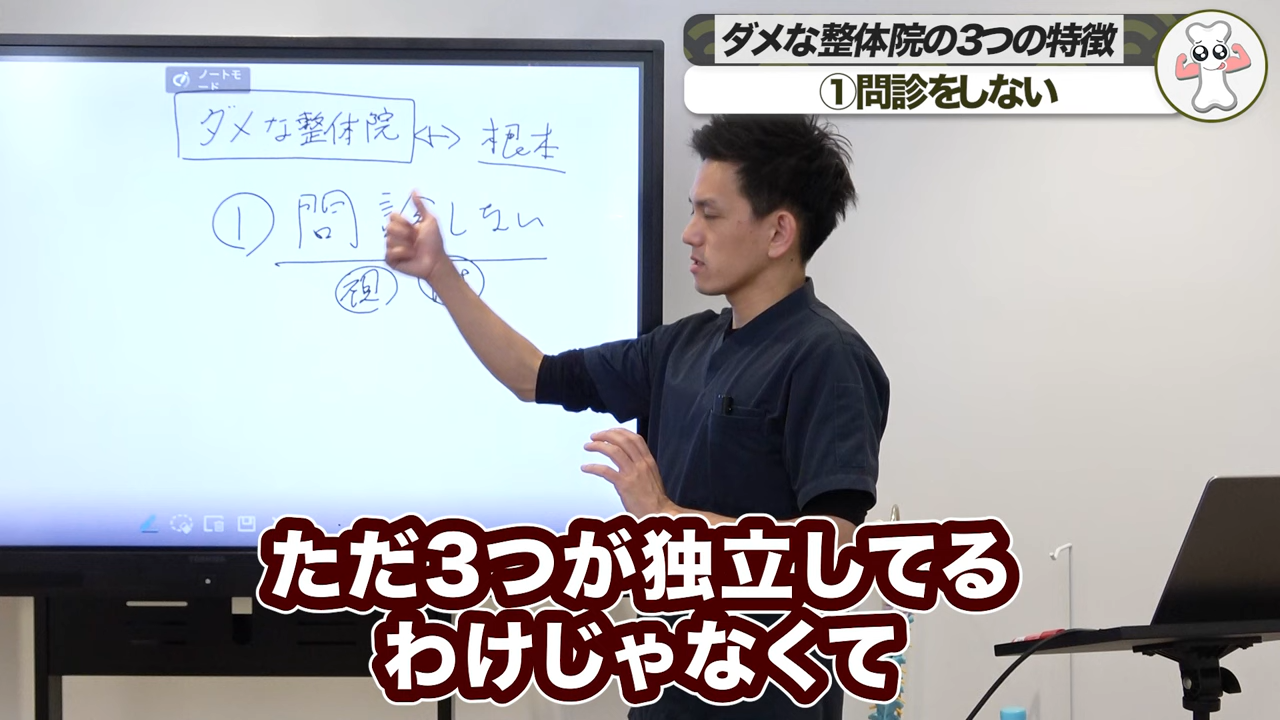 ダメな整体院の3つの特徴
①問診をしない
ノートモード
ダメな整体院 ↔ 根本
① 問診しない
視
ただ3つが独立してる
わけじゃなくて